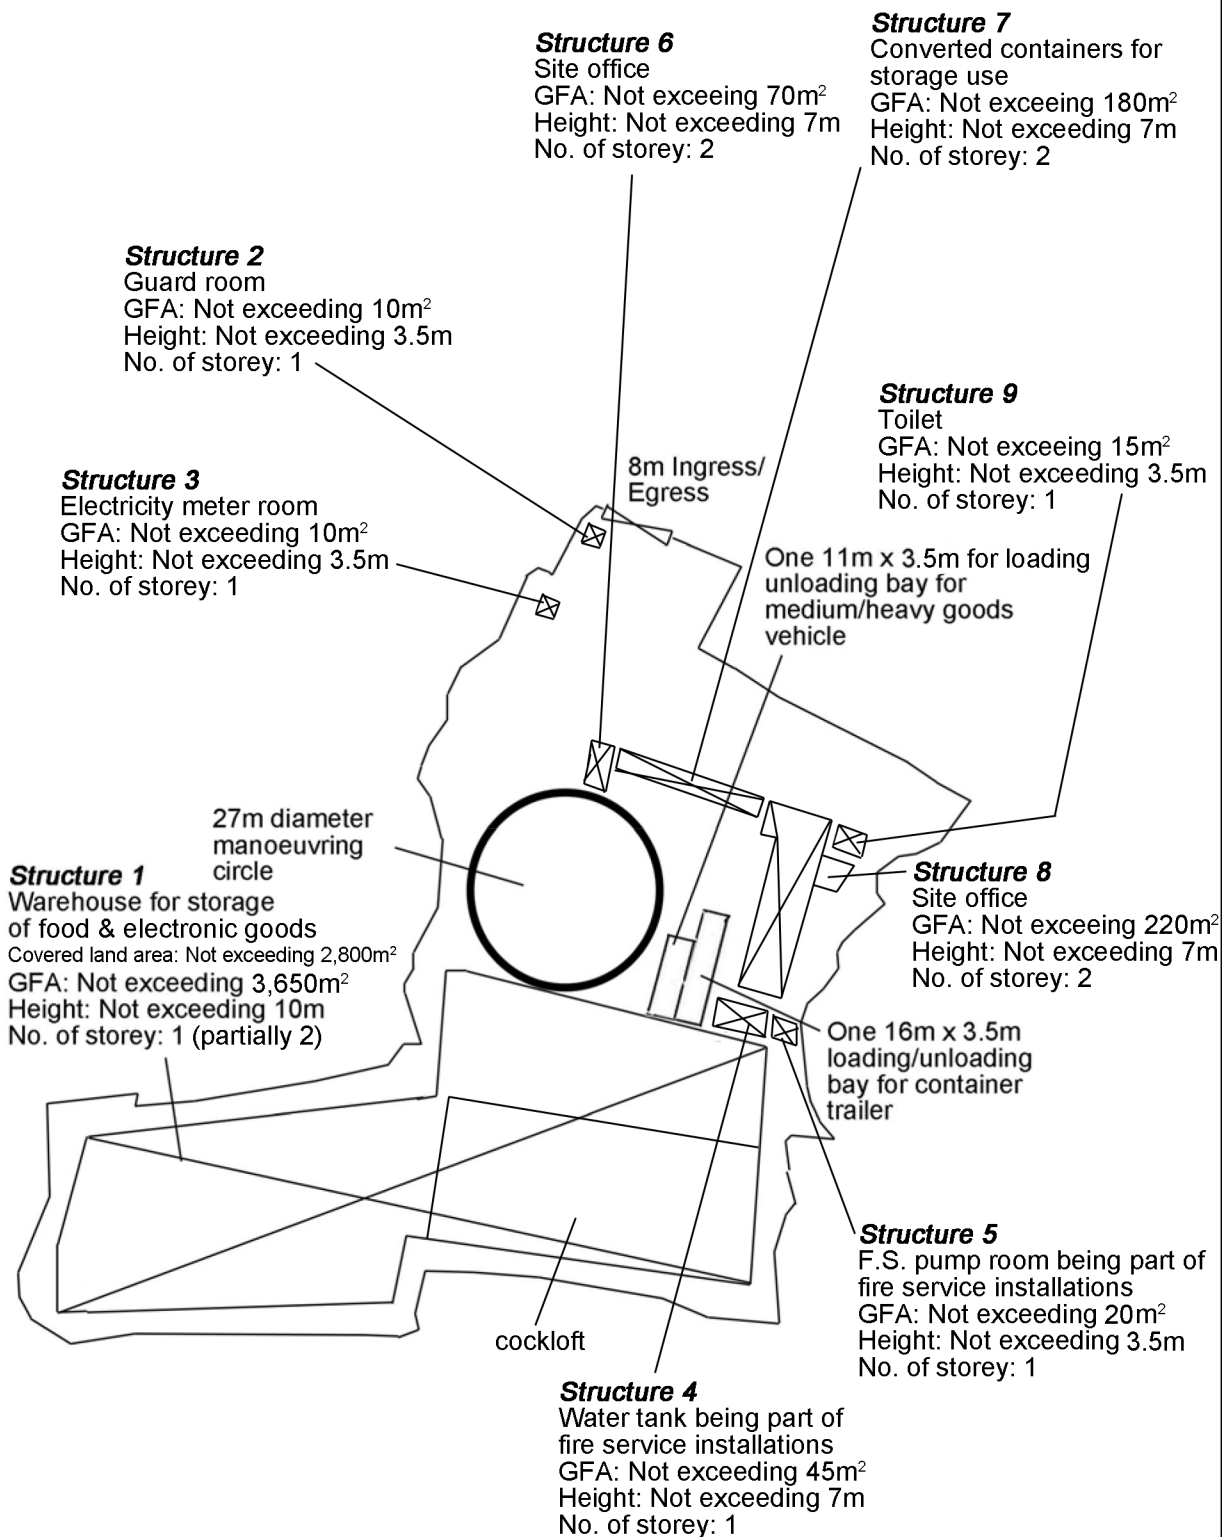 Structure 6
Site office
GFA: Not exceeing 70m²
Height: Not exceeding 7m
No. of storey: 2
Structure 7
Converted containers for
storage use
GFA: Not exceeing 180m²
Height: Not exceeding 7m
No. of storey: 2
Structure 2
Guard room
GFA: Not exceeding 10m²
Height: Not exceeding 3.5m
No. of storey: 1
Structure 9
Toilet
GFA: Not exceeing 15m²
Height: Not exceeding 3.5m
No. of storey: 1
Structure 3
Electricity meter room
GFA: Not exceeding 10m²
Height: Not exceeding 3.5m
No. of storey: 1
8m Ingress/
Egress
One 11m x 3.5m for loading
unloading bay for
medium/heavy goods
vehicle
27m diameter
manoeuvring
circle
Structure 1
Warehouse for storage
of food & electronic goods
Covered land area: Not exceeding 2,800m²
GFA: Not exceeding 3,650m²
Height: Not exceeding 10m
No. of storey: 1 (partially 2)
Structure 8
Site office
GFA: Not exceeing 220m²
Height: Not exceeding 7m
No. of storey: 2
One 16m x 3.5m
loading/unloading
bay for container
trailer
Structure 5
F.S. pump room being part of
fire service installations
GFA: Not exceeding 20m²
Height: Not exceeding 3.5m
No. of storey: 1
cockloft
Structure 4
Water tank being part of
fire service installations
GFA: Not exceeding 45m²
Height: Not exceeding 7m
No. of storey: 1